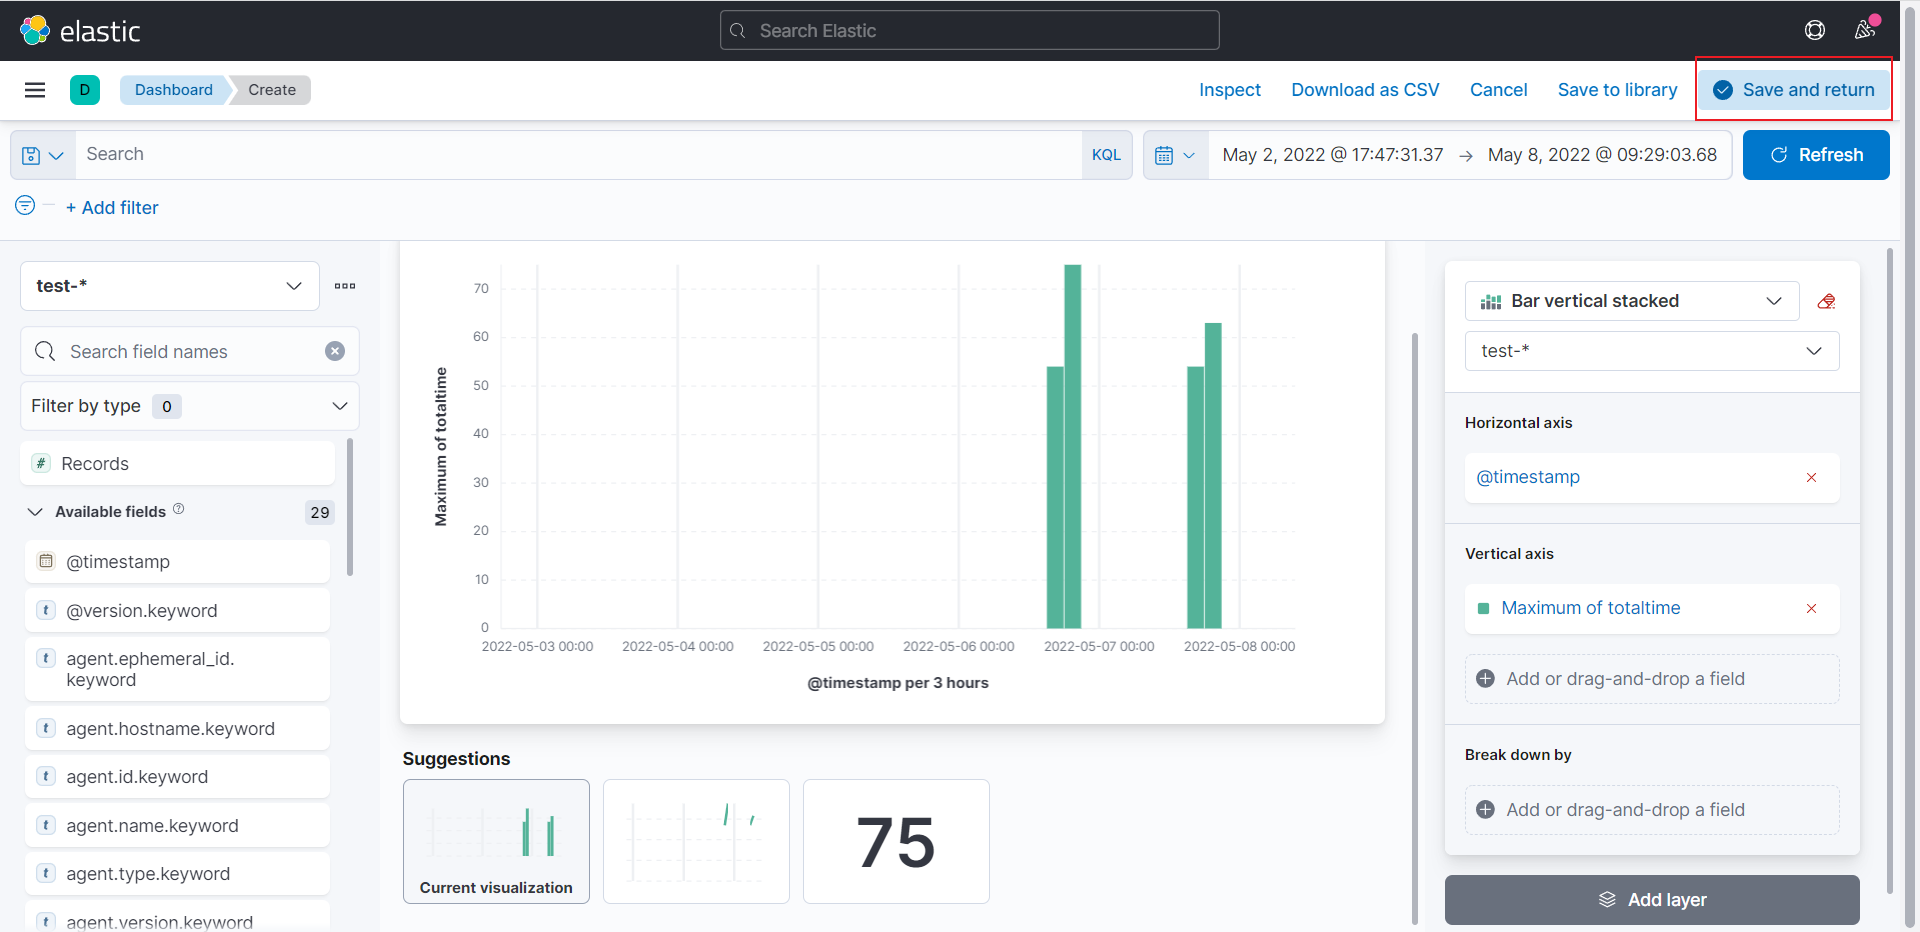 elastic
Search Elastic
D
Dashboard
Create
Inspect
Download as CSV
Cancel
Save to library
Save and return
Search
KQL
May 2, 2022 @ 17:47:31.37 → May 8, 2022 @ 09:29:03.68
Refresh
+ Add filter
test-*
Search field names
Filter by type 0
# Records
Available fields ? 29
@timestamp
t @version.keyword
t agent.ephemeral_id.
keyword
t agent.hostname.keyword
t agent.id.keyword
t agent.name.keyword
t agent.type.keyword
t agent.version.keyword
Maximum of totaltime
70
60
50
40
30
20
10
0
2022-05-03 00:00
2022-05-04 00:00
2022-05-05 00:00
2022-05-06 00:00
2022-05-07 00:00
2022-05-08 00:00
@timestamp per 3 hours
Suggestions
Current visualization
75
Bar vertical stacked
test-*
Horizontal axis
@timestamp
Vertical axis
Maximum of totaltime
Add or drag-and-drop a field
Break down by
Add or drag-and-drop a field
Add layer